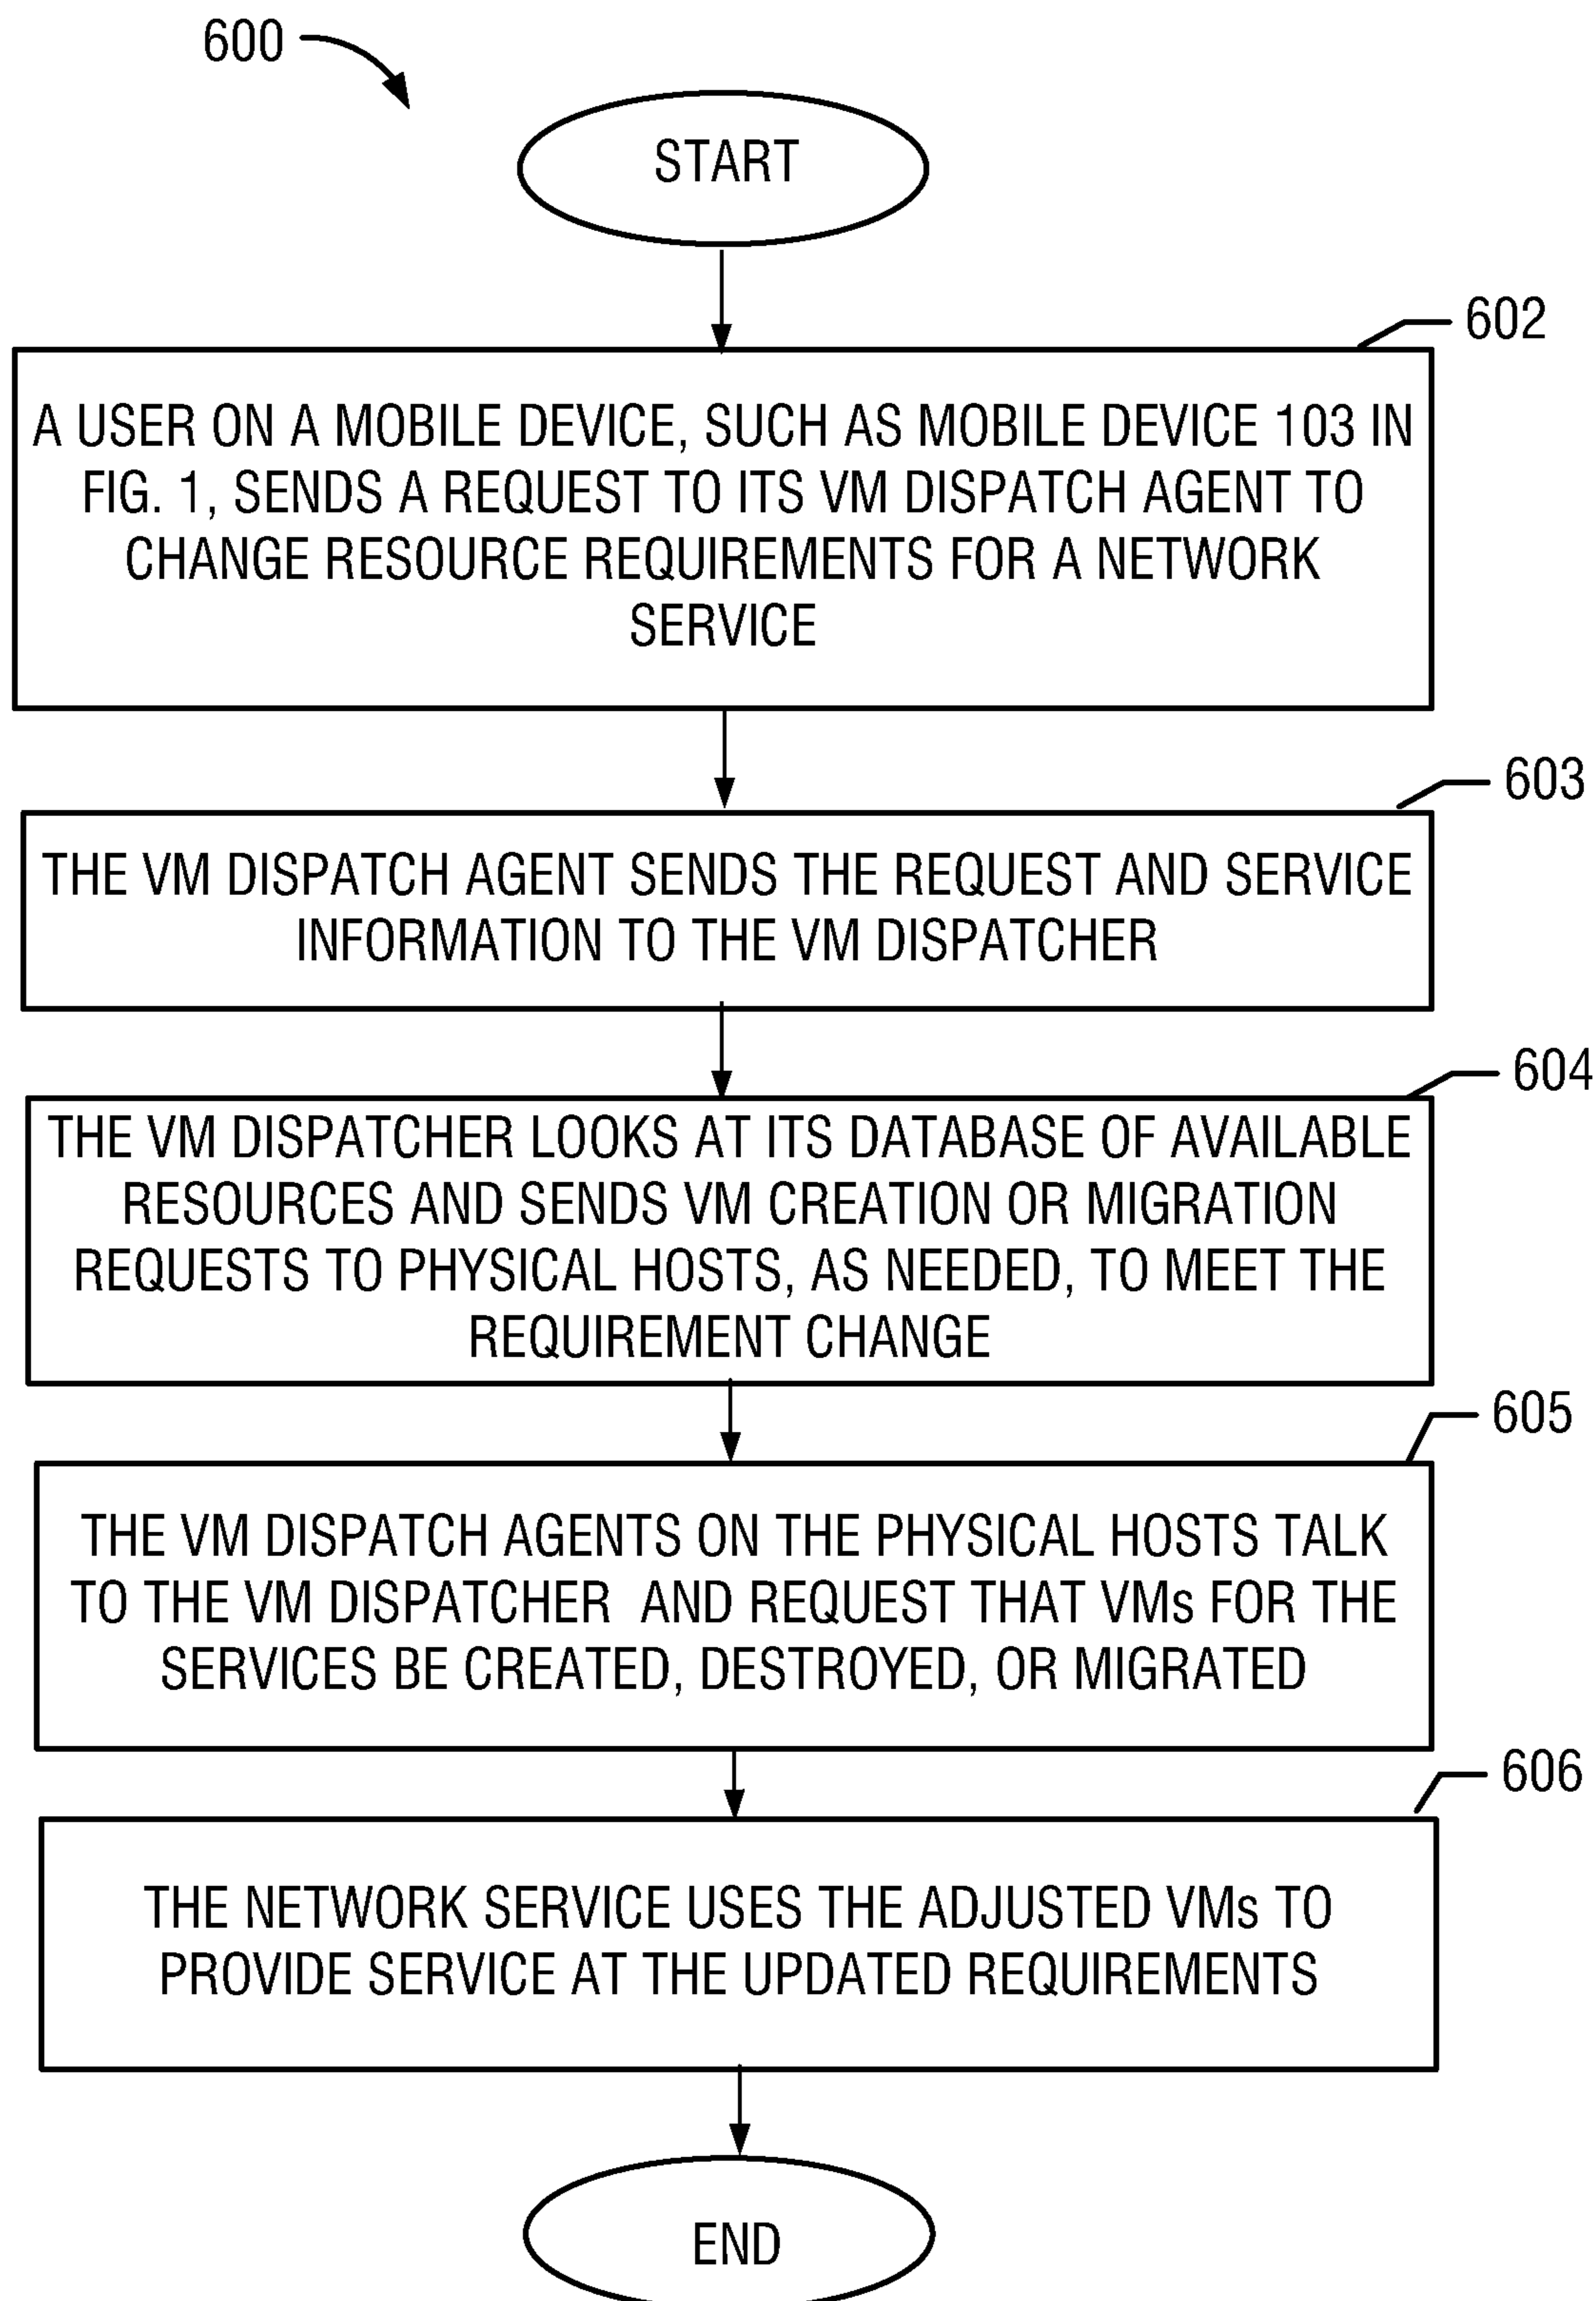 600
START
602
A USER ON A MOBILE DEVICE, SUCH AS MOBILE DEVICE 103 IN
FIG. 1, SENDS A REQUEST TO ITS VM DISPATCH AGENT TO
CHANGE RESOURCE REQUIREMENTS FOR A NETWORK
SERVICE
603
THE VM DISPATCH AGENT SENDS THE REQUEST AND SERVICE
INFORMATION TO THE VM DISPATCHER
604
THE VM DISPATCHER LOOKS AT ITS DATABASE OF AVAILABLE
RESOURCES AND SENDS VM CREATION OR MIGRATION
REQUESTS TO PHYSICAL HOSTS, AS NEEDED, TO MEET THE
REQUIREMENT CHANGE
605
THE VM DISPATCH AGENTS ON THE PHYSICAL HOSTS TALK
TO THE VM DISPATCHER AND REQUEST THAT VMs FOR THE
SERVICES BE CREATED, DESTROYED, OR MIGRATED
606
THE NETWORK SERVICE USES THE ADJUSTED VMs TO
PROVIDE SERVICE AT THE UPDATED REQUIREMENTS
END